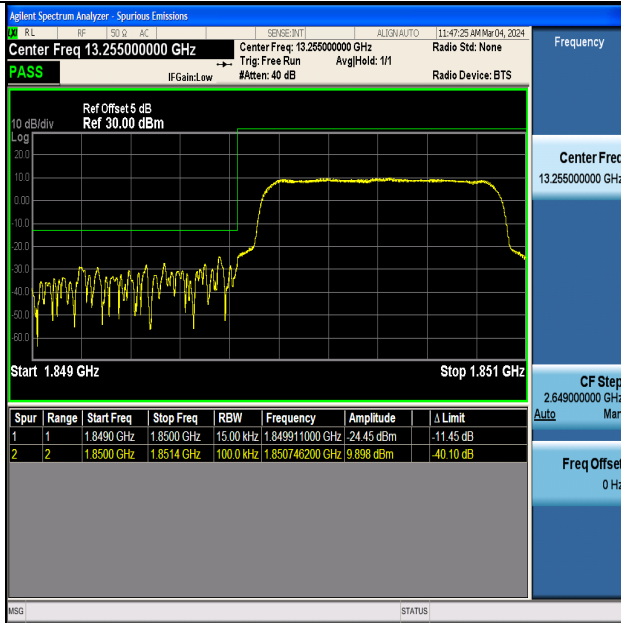 Agilent Spectrum Analyzer - Spurious Emissions
RL RF 50 Ω AC SENSE:INT ALIGNAUTO 11:47:25 AM Mar 04, 2024
Center Freq 13.255000000 GHz
Center Freq: 13.255000000 GHz
Radio Std: None
Trig: Free Run Avg|Hold: 1/1
PASS
IFGain:Low
#Atten: 40 dB
Radio Device: BTS
Ref Offset 5 dB
10 dB/div Ref 30.00 dBm
Log
20.0
10.0
0.00
-10.0
-20.0
-30.0
-40.0
-50.0
-60.0
Start 1.849 GHz Stop 1.851 GHz
Spur Range Start Freq Stop Freq RBW Frequency Amplitude Δ Limit
1 1 1.8490 GHz 1.8500 GHz 15.00 kHz 1.849911000 GHz -24.45 dBm -11.45 dB
2 2 1.8500 GHz 1.8514 GHz 100.0 kHz 1.850746200 GHz 9.898 dBm -40.10 dB
Frequency
Center Freq
13.255000000 GHz
CF Step
2.649000000 GHz
Auto Man
Freq Offset
0 Hz
MSG STATUS